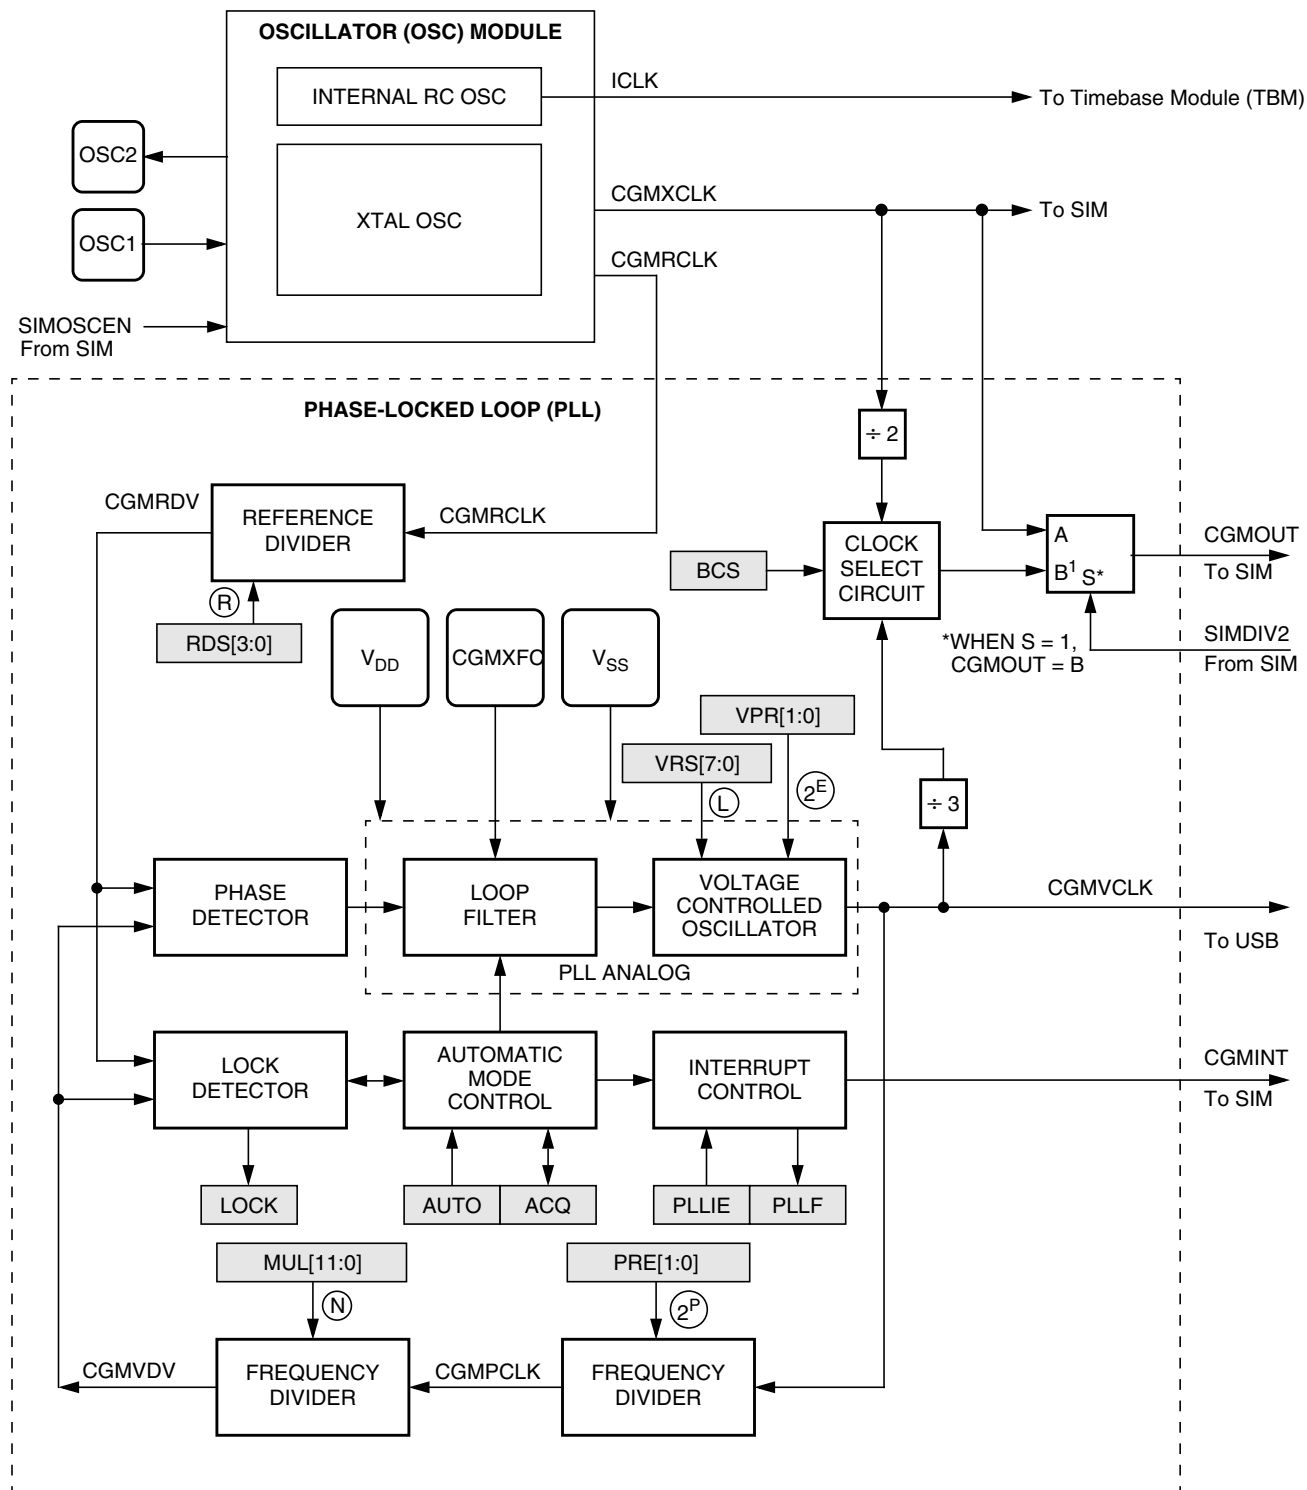 OSCILLATOR (OSC) MODULE
INTERNAL RC OSC
ICLK
To Timebase Module (TBM)
OSC2
XTAL OSC
CGMXCLK
To SIM
OSC1
CGMRCLK
SIMOSCEN
From SIM
PHASE-LOCKED LOOP (PLL)
÷ 2
CGMRDV
REFERENCE
DIVIDER
CGMRCLK
CLOCK
SELECT
CIRCUIT
BCS
A
B¹ S*
CGMOUT
To SIM
R
RDS[3:0]
V_DD
CGMXFC
V_SS
*WHEN S = 1,
CGMOUT = B
SIMDIV2
From SIM
VPR[1:0]
VRS[7:0]
L
2^E
÷ 3
PHASE
DETECTOR
LOOP
FILTER
VOLTAGE
CONTROLLED
OSCILLATOR
CGMVCLK
To USB
PLL ANALOG
LOCK
DETECTOR
AUTOMATIC
MODE
CONTROL
INTERRUPT
CONTROL
CGMINT
To SIM
LOCK
AUTO
ACQ
PLLIE
PLLF
MUL[11:0]
PRE[1:0]
N
2^P
CGMVDV
FREQUENCY
DIVIDER
CGMPCLK
FREQUENCY
DIVIDER